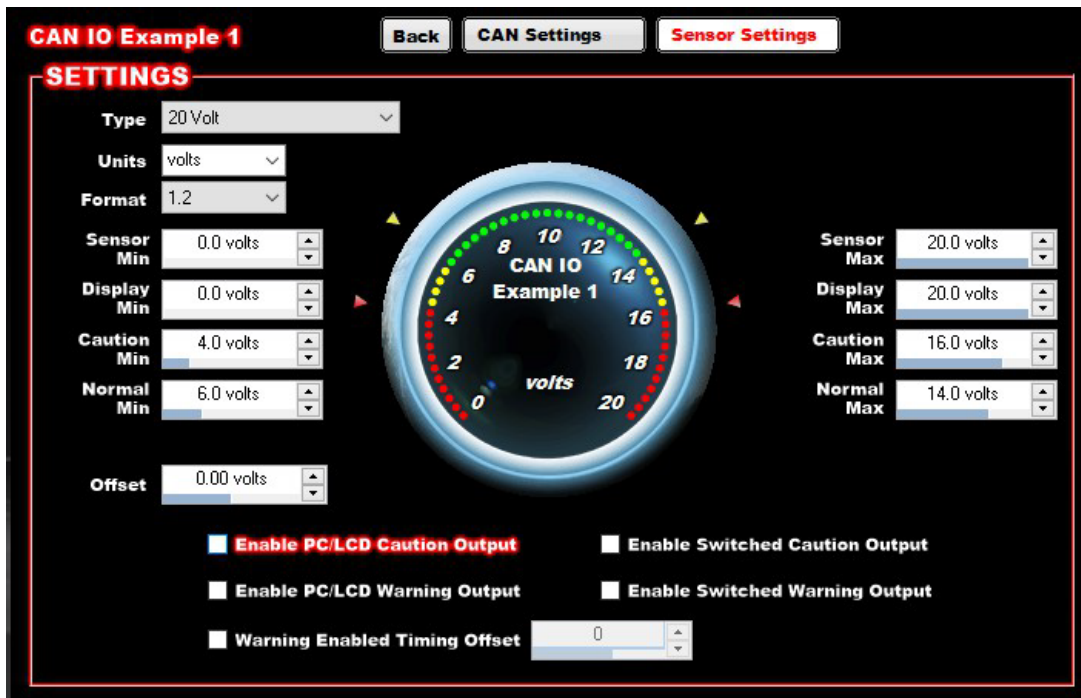 CAN IO Example 1
Back
CAN Settings
Sensor Settings
SETTINGS
Type
20 Volt
Units
volts
Format
1.2
Sensor
Min
0.0 volts
Display
Min
0.0 volts
Caution
Min
4.0 volts
Normal
Min
6.0 volts
Offset
0.00 volts
0
2
4
6
8
10
12
14
16
18
20
CAN IO
Example 1
volts
Sensor
Max
20.0 volts
Display
Max
20.0 volts
Caution
Max
16.0 volts
Normal
Max
14.0 volts
Enable PC/LCD Caution Output
Enable Switched Caution Output
Enable PC/LCD Warning Output
Enable Switched Warning Output
Warning Enabled Timing Offset
0